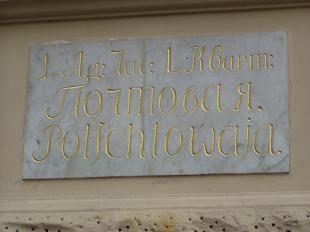 1. Ад: Час: 1. Кварт:
Почтовая.
Potſchtowaja.